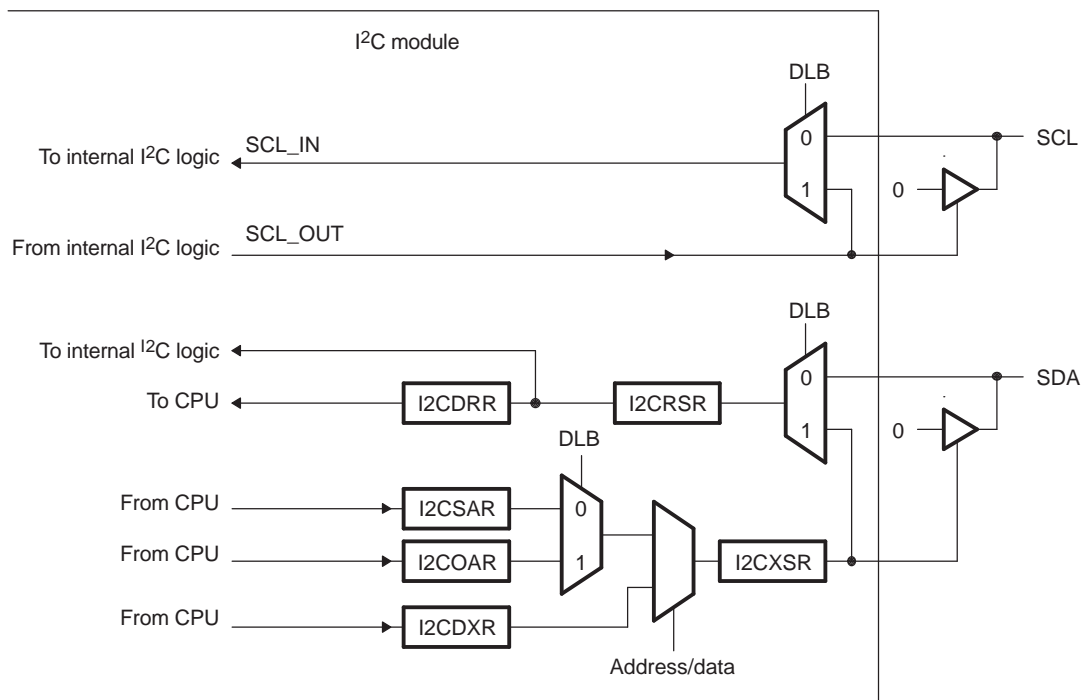 I²C module
DLB
0
SCL
To internal I²C logic
SCL_IN
1
0
From internal I²C logic
SCL_OUT
DLB
To internal I²C logic
0
SDA
To CPU
I2CDRR
I2CRSR
1
0
DLB
From CPU
I2CSAR
0
From CPU
I2COAR
1
I2CXSR
From CPU
I2CDXR
Address/data